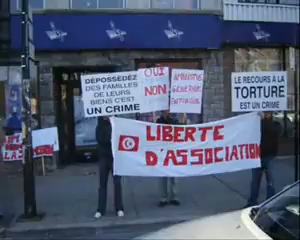 DÉPOSSÉDEZ
DES FAMILLES
DE LEURS
BIENS C'EST
UN CRIME
OUI
NON
LE RECOURS A LA
TORTURE
EST UN CRIME
LIBERTE
D'ASSOCIATION